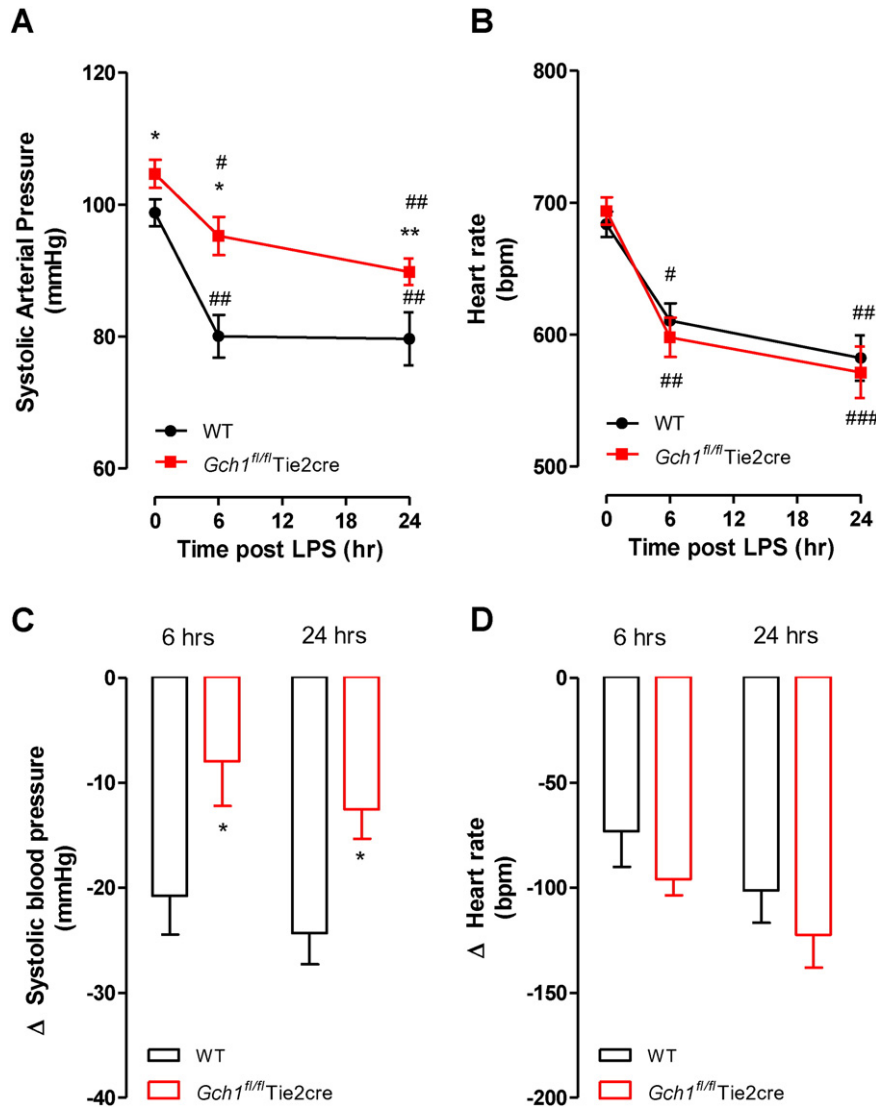 A
Systolic Arterial Pressure
(mmHg)
120
100
80
60
*
#
*
##
##
**
##
WT
Gch1fl/flTie2cre
0 6 12 18 24
Time post LPS (hr)
B
Heart rate
(bpm)
800
700
600
500
#
##
##
###
WT
Gch1fl/flTie2cre
0 6 12 18 24
Time post LPS (hr)
C
6 hrs 24 hrs
Δ Systolic blood pressure
(mmHg)
0
-10
-20
-30
-40
*
*
WT
Gch1fl/flTie2cre
D
6 hrs 24 hrs
Δ Heart rate
(bpm)
0
-50
-100
-150
-200
WT
Gch1fl/flTie2cre